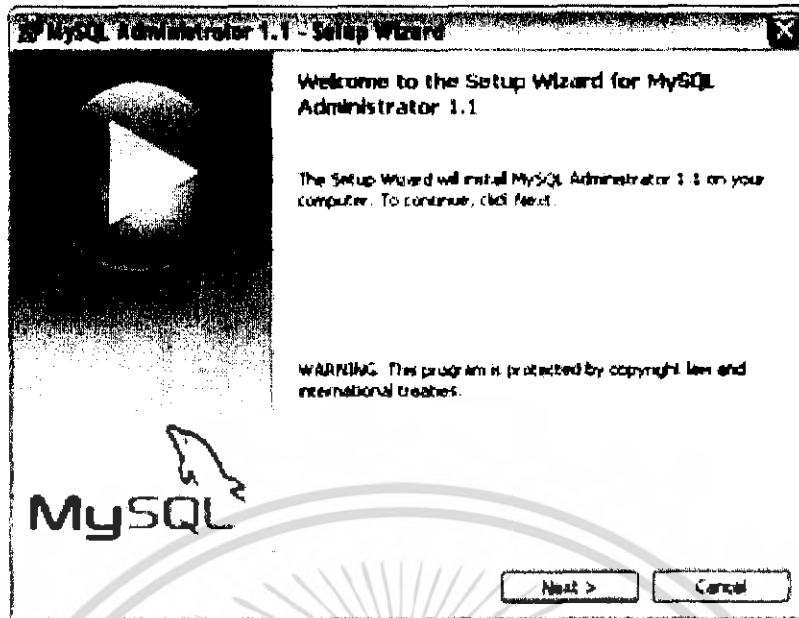 MySQL Administrator 1.1 - Setup Wizard
Welcome to the Setup Wizard for MySQL
Administrator 1.1
The Setup Wizard will install MySQL Administrator 1.1 on your
computer. To continue, click Next.
WARNING: This program is protected by copyright law and
international treaties.
MySQL
Next >
Cancel